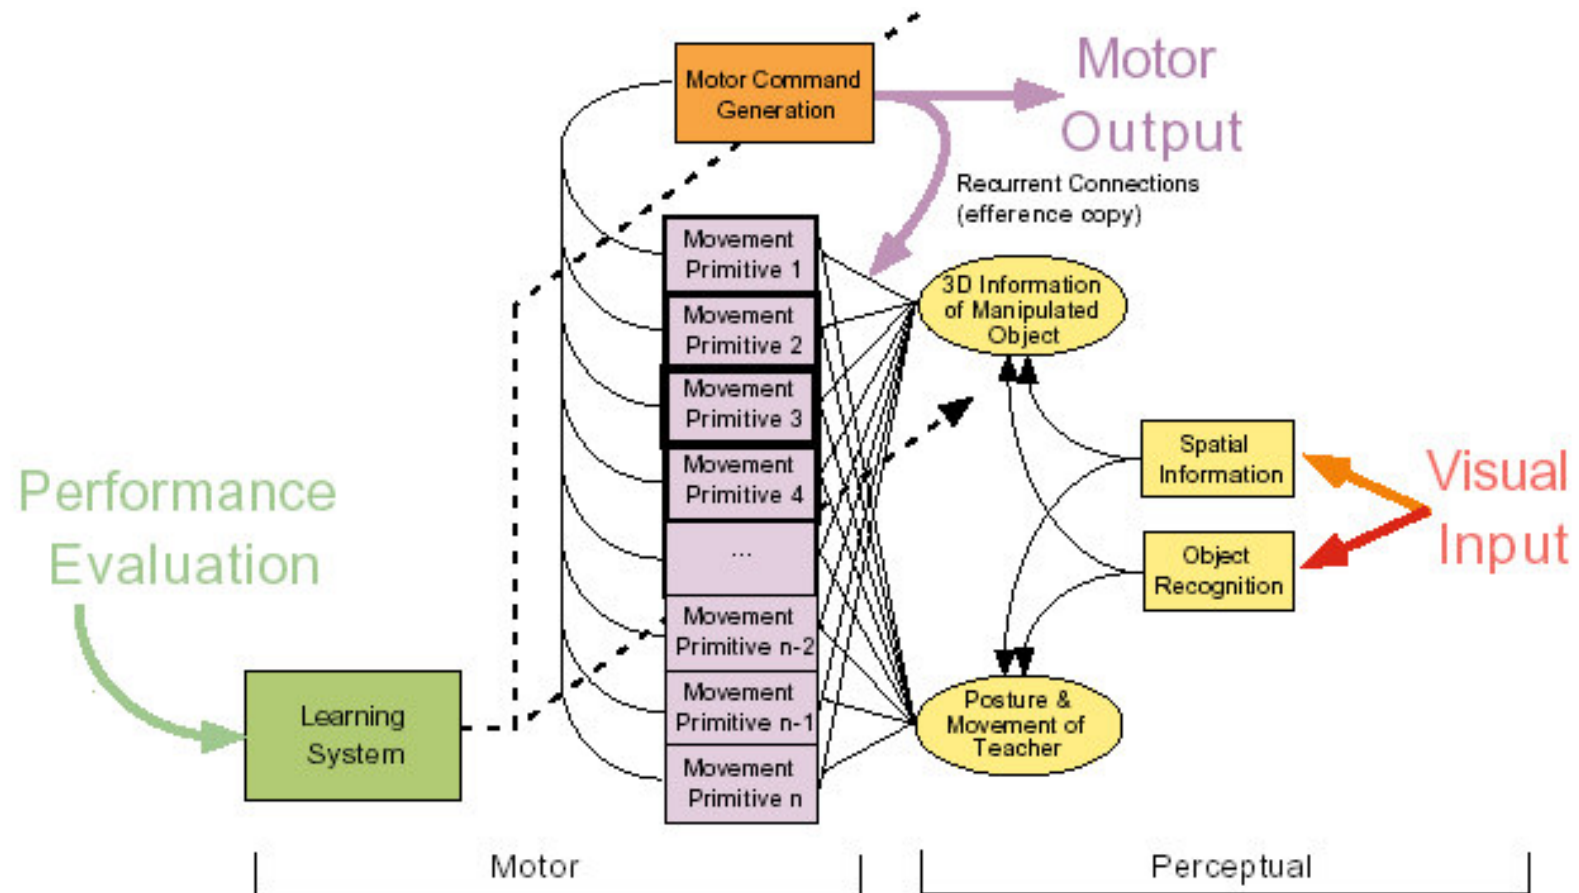 Motor Command
Generation
Motor
Output
Recurrent Connections
(efference copy)
Movement
Primitive 1
Movement
Primitive 2
Movement
Primitive 3
Movement
Primitive 4
...
Movement
Primitive n-2
Movement
Primitive n-1
Movement
Primitive n
3D Information
of Manipulated
Object
Spatial
Information
Object
Recognition
Visual
Input
Posture &
Movement of
Teacher
Performance
Evaluation
Learning
System
Motor
Perceptual